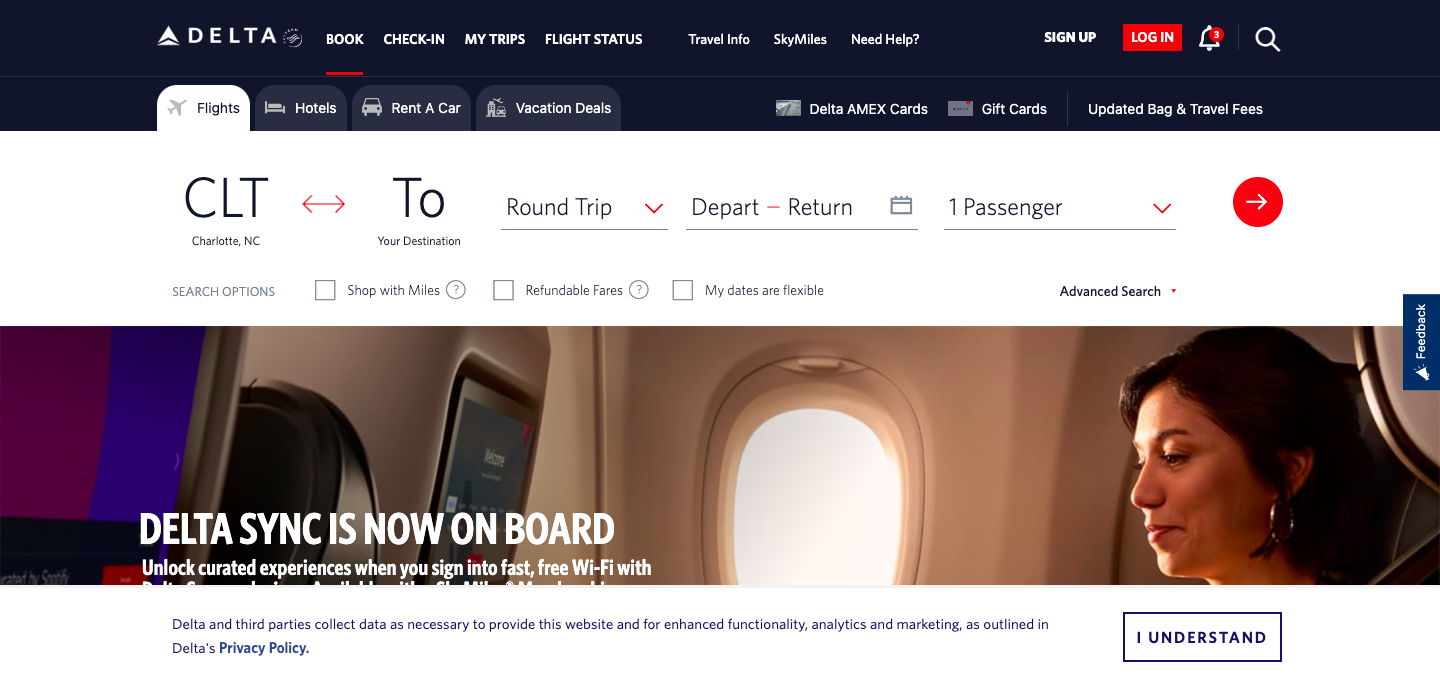 DELTA
BOOK CHECK-IN MY TRIPS FLIGHT STATUS Travel Info SkyMiles Need Help? SIGN UP LOG IN 3
Flights Hotels Rent A Car Vacation Deals Delta AMEX Cards Gift Cards Updated Bag & Travel Fees
CLT To Round Trip Depart – Return 1 Passenger
Charlotte, NC Your Destination
SEARCH OPTIONS Shop with Miles ? Refundable Fares ? My dates are flexible Advanced Search
Feedback
Welcome
DELTA SYNC IS NOW ON BOARD
Unlock curated experiences when you sign into fast, free Wi-Fi with
Delta and third parties collect data as necessary to provide this website and for enhanced functionality, analytics and marketing, as outlined in
Delta's Privacy Policy.
I UNDERSTAND